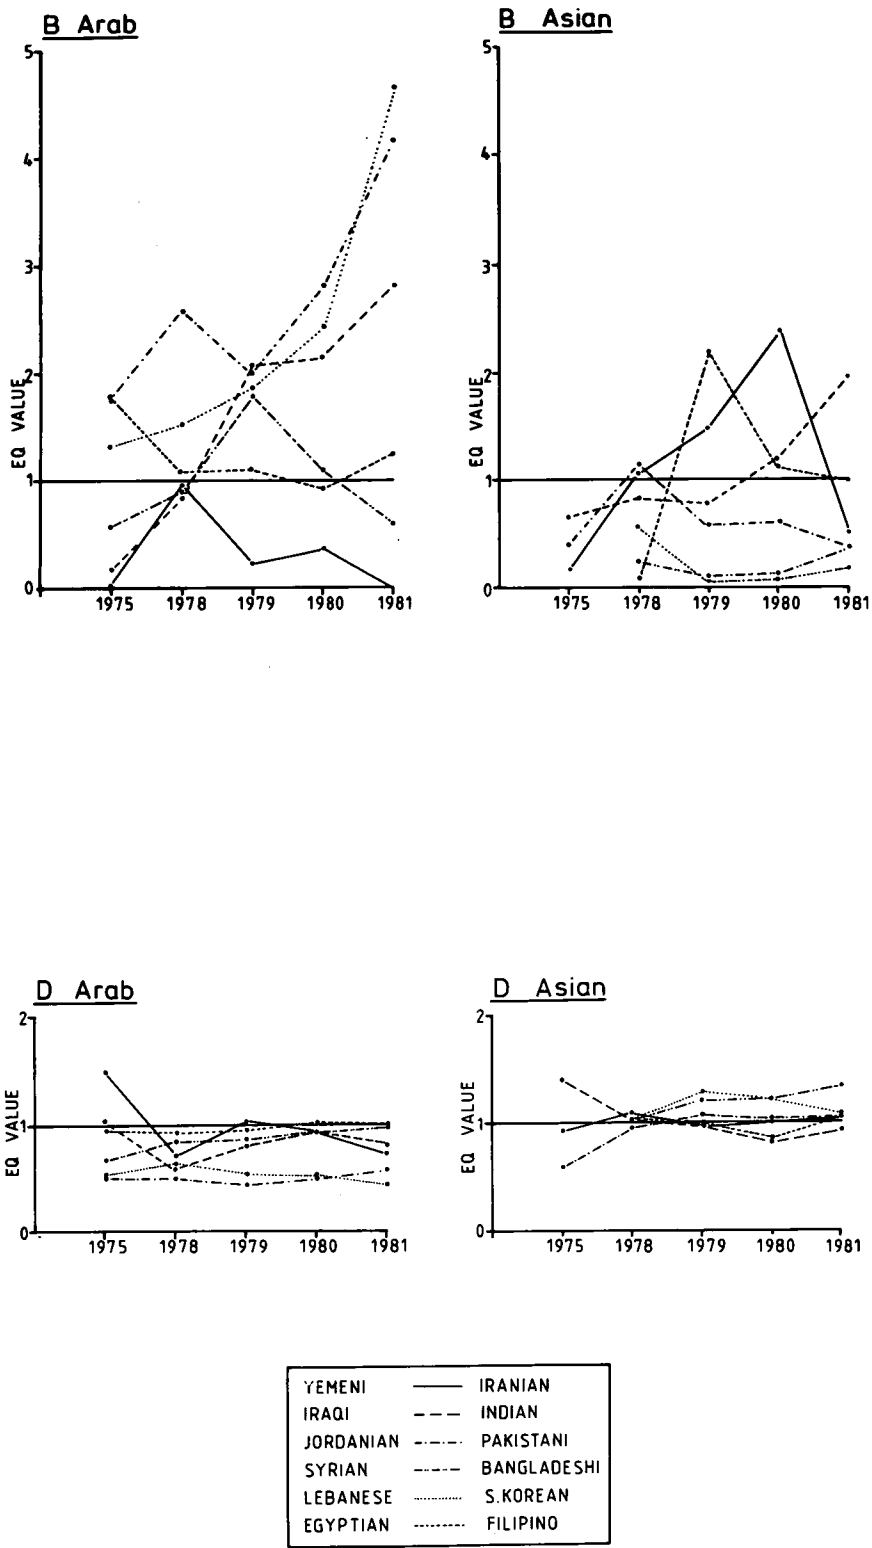 B Arab
B Asian
5
4
3
2
1
0
EQ VALUE
1975 1978 1979 1980 1981
5
4
3
2
1
0
EQ VALUE
1975 1978 1979 1980 1981
D Arab
D Asian
2
1
0
EQ VALUE
1975 1978 1979 1980 1981
2
1
0
EQ VALUE
1975 1978 1979 1980 1981
YEMENI IRANIAN
IRAQI INDIAN
JORDANIAN PAKISTANI
SYRIAN BANGLADESHI
LEBANESE S.KOREAN
EGYPTIAN FILIPINO